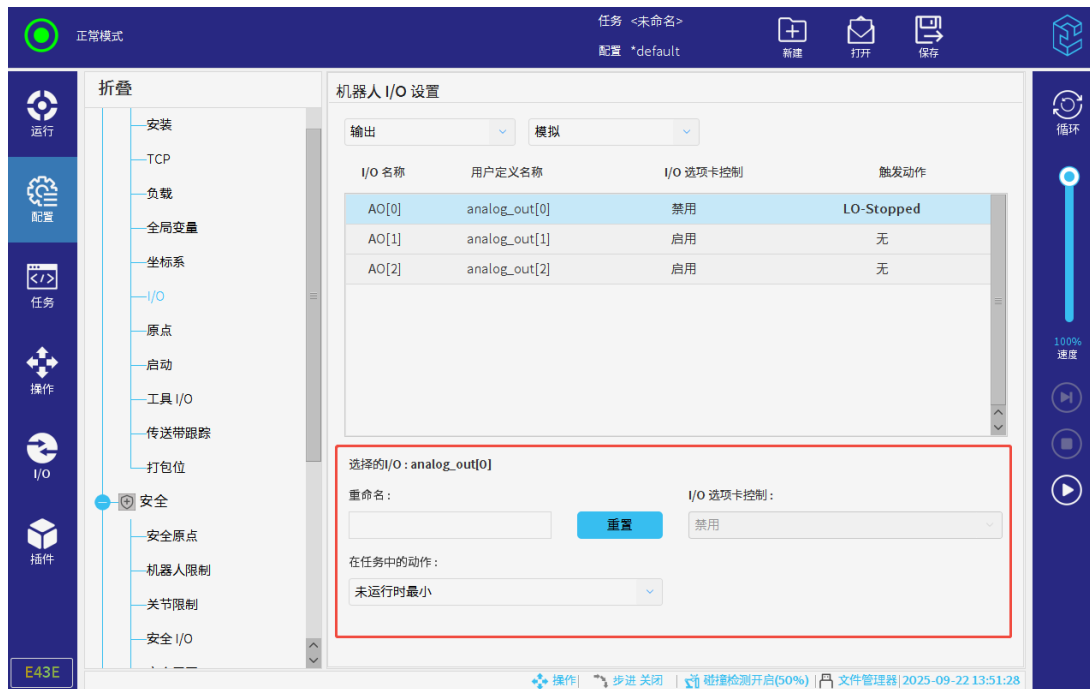 正常模式
任务 <未命名>
配置 *default
新建
打开
保存
运行
配置
任务
操作
I/O
插件
E43E
折叠
安装
TCP
负载
全局变量
坐标系
I/O
原点
启动
工具 I/O
传送带跟踪
打包位
安全
安全原点
机器人限制
关节限制
安全 I/O
机器人 I/O 设置
输出 模拟
I/O 名称 用户定义名称 I/O 选项卡控制 触发动作
AO[0] analog_out[0] 禁用 LO-Stopped
AO[1] analog_out[1] 启用 无
AO[2] analog_out[2] 启用 无
选择的I/O : analog_out[0]
重命名 : I/O 选项卡控制 :
重置 禁用
在任务中的动作 :
未运行时最小
循环
100%
速度
操作| 步进 关闭 | 碰撞检测开启(50%) | 文件管理器| 2025-09-22 13:51:28